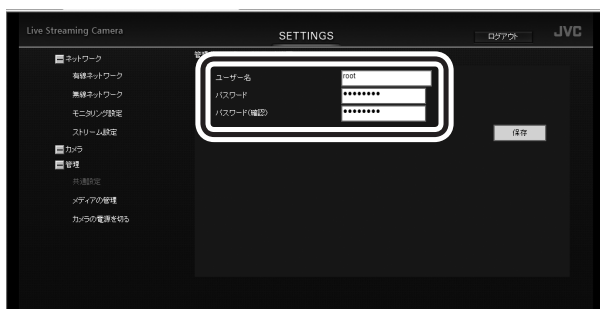 Live Streaming Camera
SETTINGS
ログアウト
JVC
ネットワーク
有線ネットワーク
無線ネットワーク
モニタリング設定
ストリーム設定
カメラ
管理
共通設定
メディアの管理
カメラの電源を切る
ユーザー名
root
パスワード
••••••••
パスワード(確認)
••••••••
保存